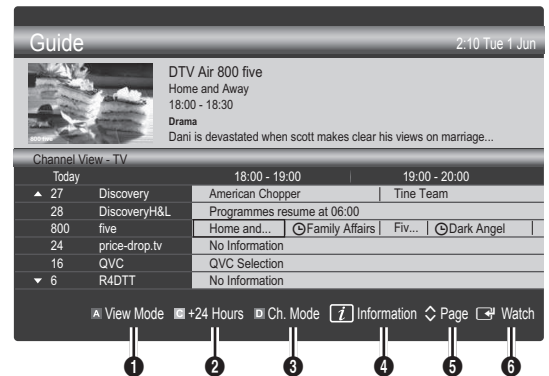 Guide 2:10 Tue 1 Jun
DTV Air 800 five
Home and Away
18:00 - 18:30
Drama
Dani is devastated when scott makes clear his views on marriage...
800 five
Channel View - TV
Today 18:00 - 19:00 19:00 - 20:00
▲ 27 Discovery American Chopper Tine Team
28 DiscoveryH&L Programmes resume at 06:00
800 five Home and... Family Affairs Fiv... Dark Angel
24 price-drop.tv No Information
16 QVC QVC Selection
▼ 6 R4DTT No Information
A View Mode C +24 Hours D Ch. Mode i Information Page Watch
1 2 3 4 5 6